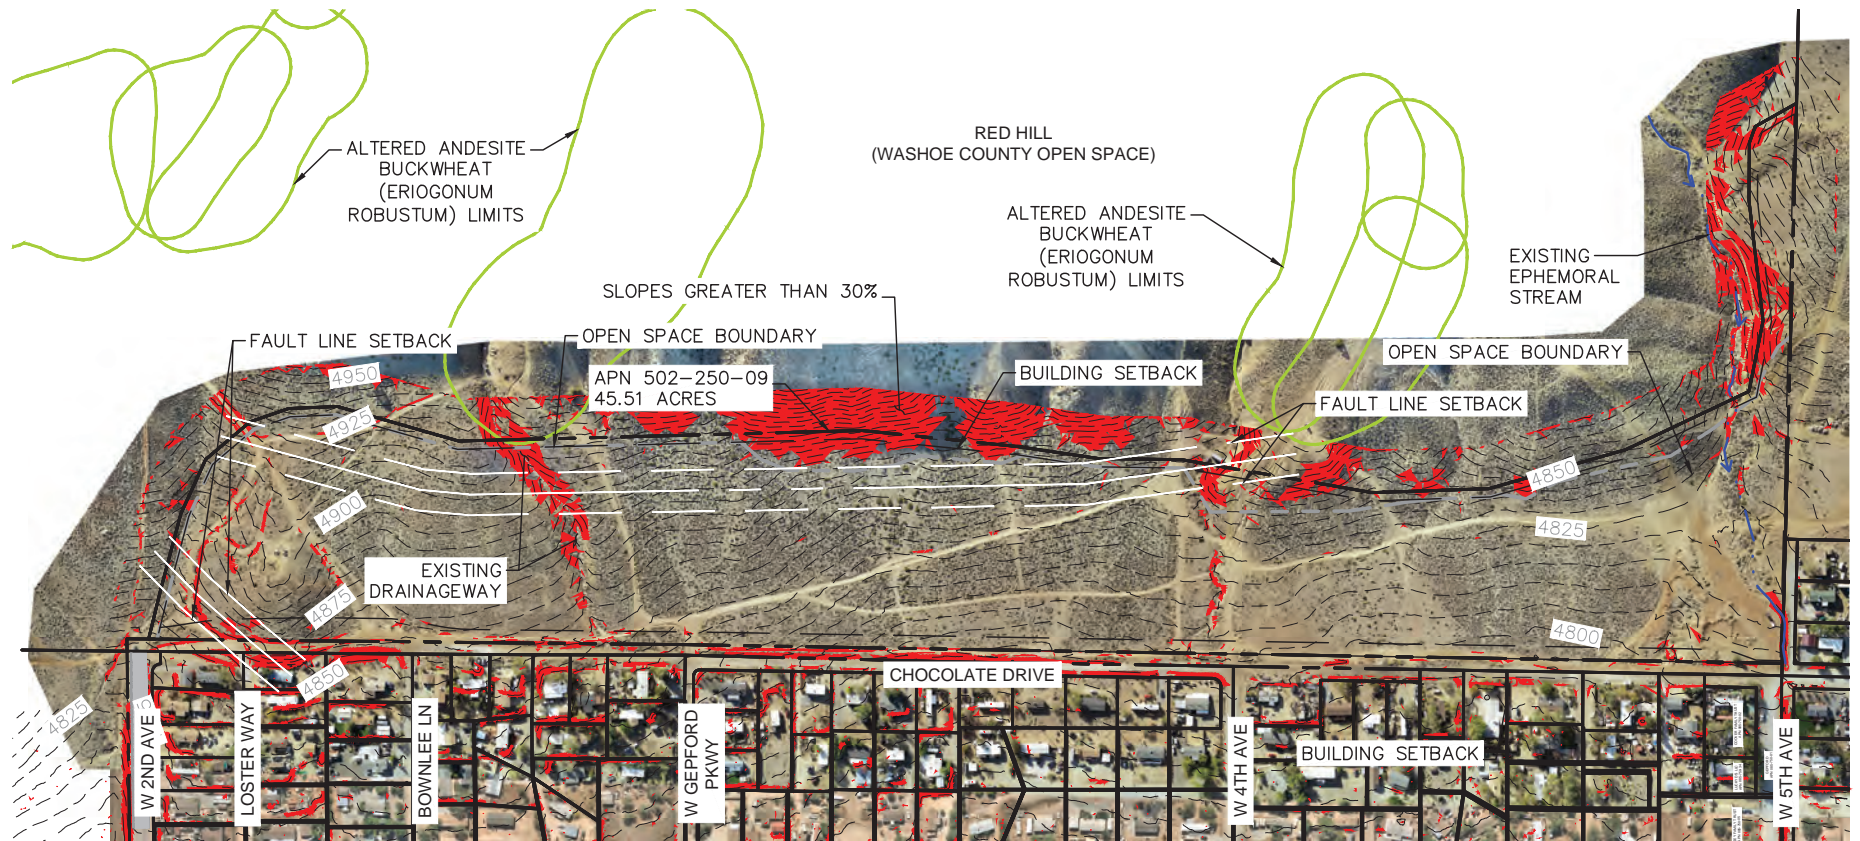 ALTERED ANDESITE
BUCKWHEAT
(ERIOGONUM
ROBUSTUM) LIMITS
RED HILL
(WASHOE COUNTY OPEN SPACE)
ALTERED ANDESITE
BUCKWHEAT
(ERIOGONUM
ROBUSTUM) LIMITS
EXISTING
EPHEMORAL
STREAM
SLOPES GREATER THAN 30%
FAULT LINE SETBACK
OPEN SPACE BOUNDARY
OPEN SPACE BOUNDARY
APN 502-250-09
45.51 ACRES
BUILDING SETBACK
FAULT LINE SETBACK
4950
4925
4900
4875
4850
4825
4850
4825
4800
EXISTING
DRAINAGEWAY
CHOCOLATE DRIVE
BUILDING SETBACK
W 2ND AVE
LOSTER WAY
BOWNLEE LN
W GEPFORD
PKWY
W 4TH AVE
W 5TH AVE